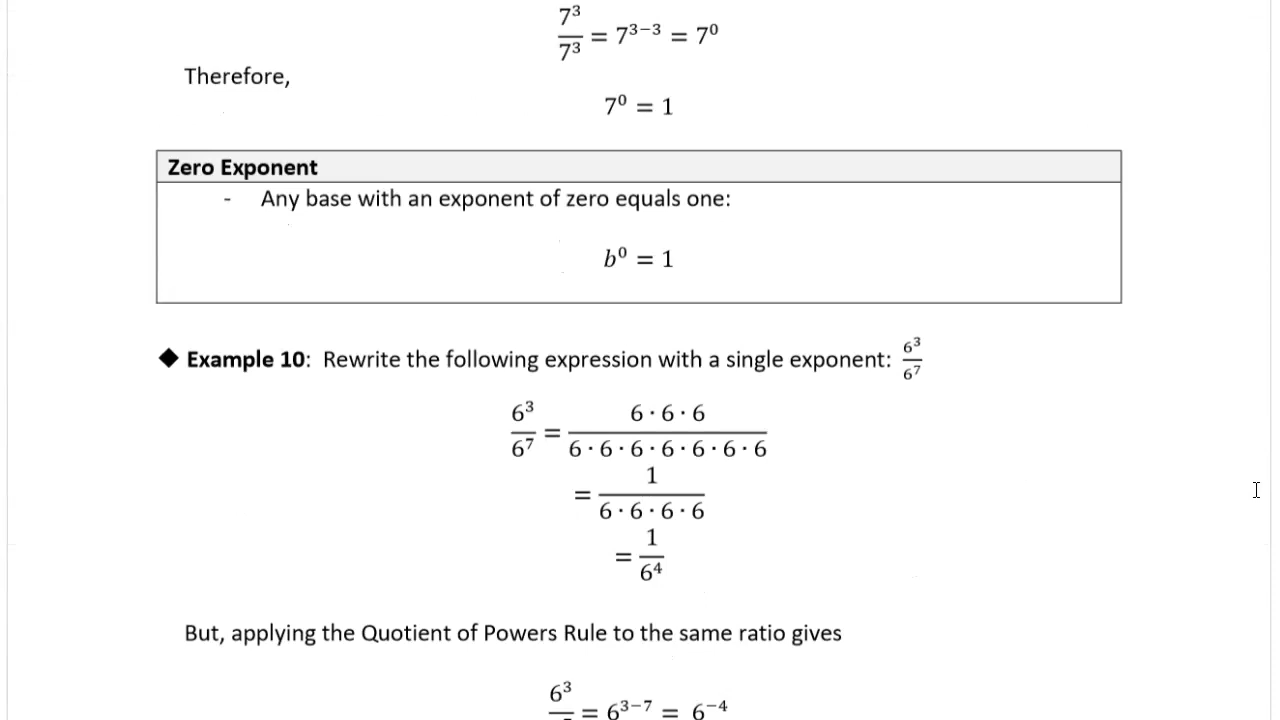 7³/7³ = 7³⁻³ = 7⁰
Therefore,
7⁰ = 1
Zero Exponent
- Any base with an exponent of zero equals one:
b⁰ = 1
◆ Example 10: Rewrite the following expression with a single exponent: 6³/6⁷
6³/6⁷ = 6 · 6 · 6 / 6 · 6 · 6 · 6 · 6 · 6 · 6
= 1 / 6 · 6 · 6 · 6
= 1/6⁴
But, applying the Quotient of Powers Rule to the same ratio gives
6³ = 6³⁻⁷ = 6⁻⁴